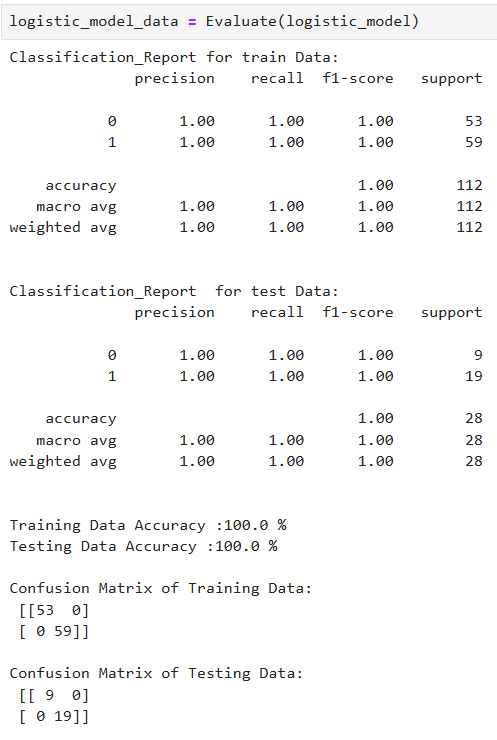 logistic_model_data = Evaluate(logistic_model)
Classification_Report for train Data:
              precision    recall  f1-score   support

           0       1.00      1.00      1.00        53
           1       1.00      1.00      1.00        59

    accuracy                           1.00       112
   macro avg       1.00      1.00      1.00       112
weighted avg       1.00      1.00      1.00       112


Classification_Report  for test Data:
              precision    recall  f1-score   support

           0       1.00      1.00      1.00         9
           1       1.00      1.00      1.00        19

    accuracy                           1.00        28
   macro avg       1.00      1.00      1.00        28
weighted avg       1.00      1.00      1.00        28


Training Data Accuracy :100.0 %
Testing Data Accuracy :100.0 %

Confusion Matrix of Training Data:
 [[53  0]
 [ 0 59]]

Confusion Matrix of Testing Data:
 [[ 9  0]
 [ 0 19]]